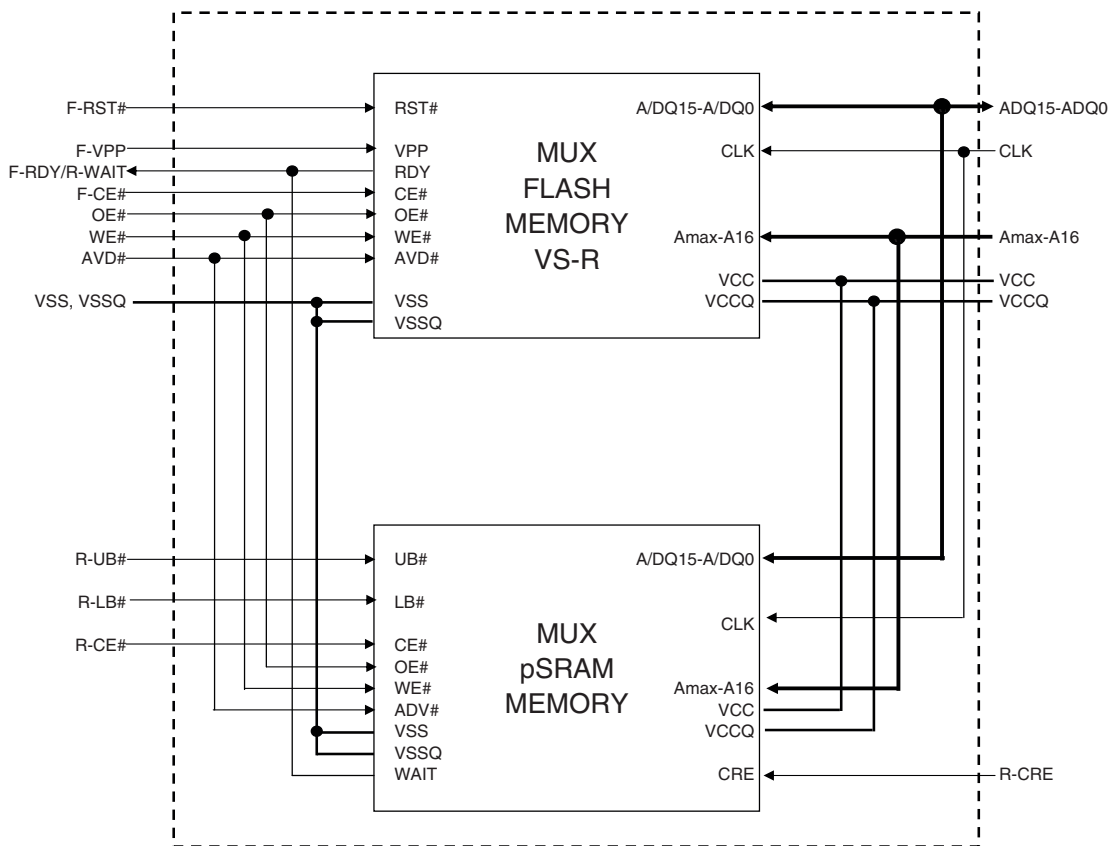 F-RST#
F-VPP
F-RDY/R-WAIT
F-CE#
OE#
WE#
AVD#
VSS, VSSQ
RST#
VPP
RDY
CE#
OE#
WE#
AVD#
VSS
VSSQ
MUX
FLASH
MEMORY
VS-R
A/DQ15-A/DQ0
CLK
Amax-A16
VCC
VCCQ
ADQ15-ADQ0
CLK
Amax-A16
VCC
VCCQ
R-UB#
R-LB#
R-CE#
UB#
LB#
CE#
OE#
WE#
ADV#
VSS
VSSQ
WAIT
MUX
pSRAM
MEMORY
A/DQ15-A/DQ0
CLK
Amax-A16
VCC
VCCQ
CRE
R-CRE